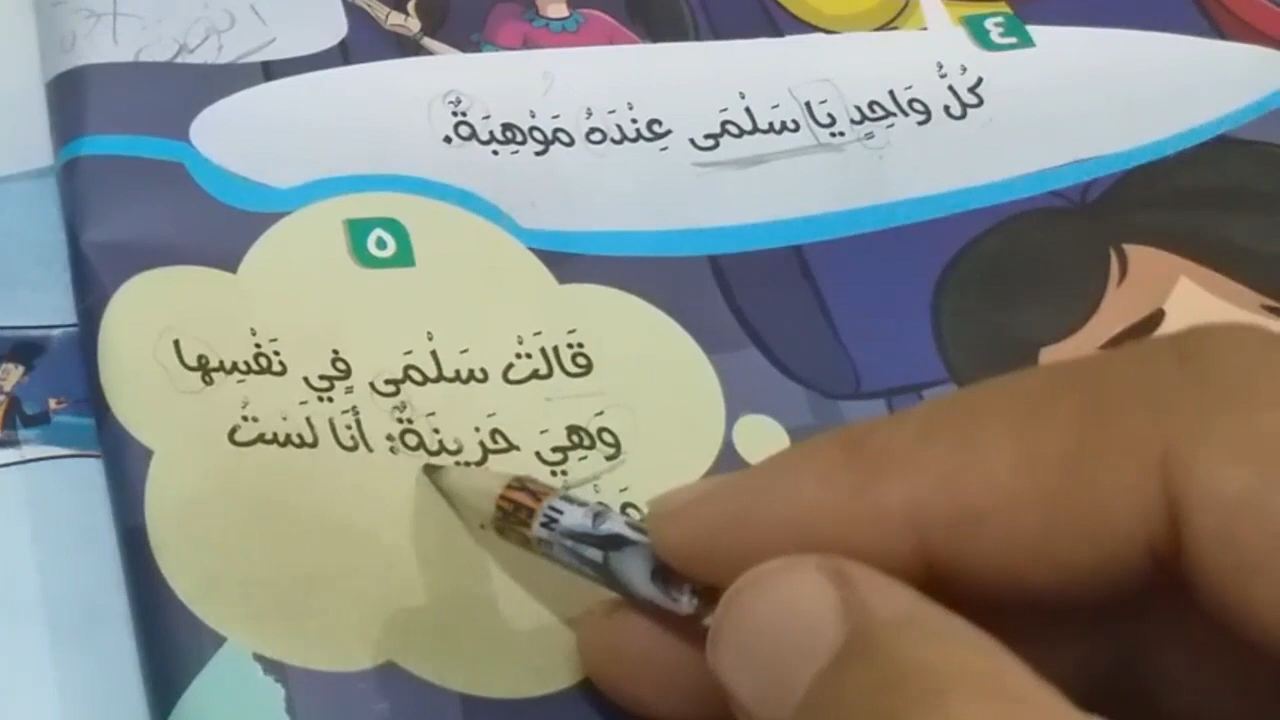 ٤
كُلُّ وَاحِدٍ يَا سَلْمَى عِنْدَهُ مَوْهِبَةٌ.
٥
قَالَتْ سَلْمَى فِي نَفْسِها
وَهِيَ حَزِينَةٌ: أَنَا لَسْتُ